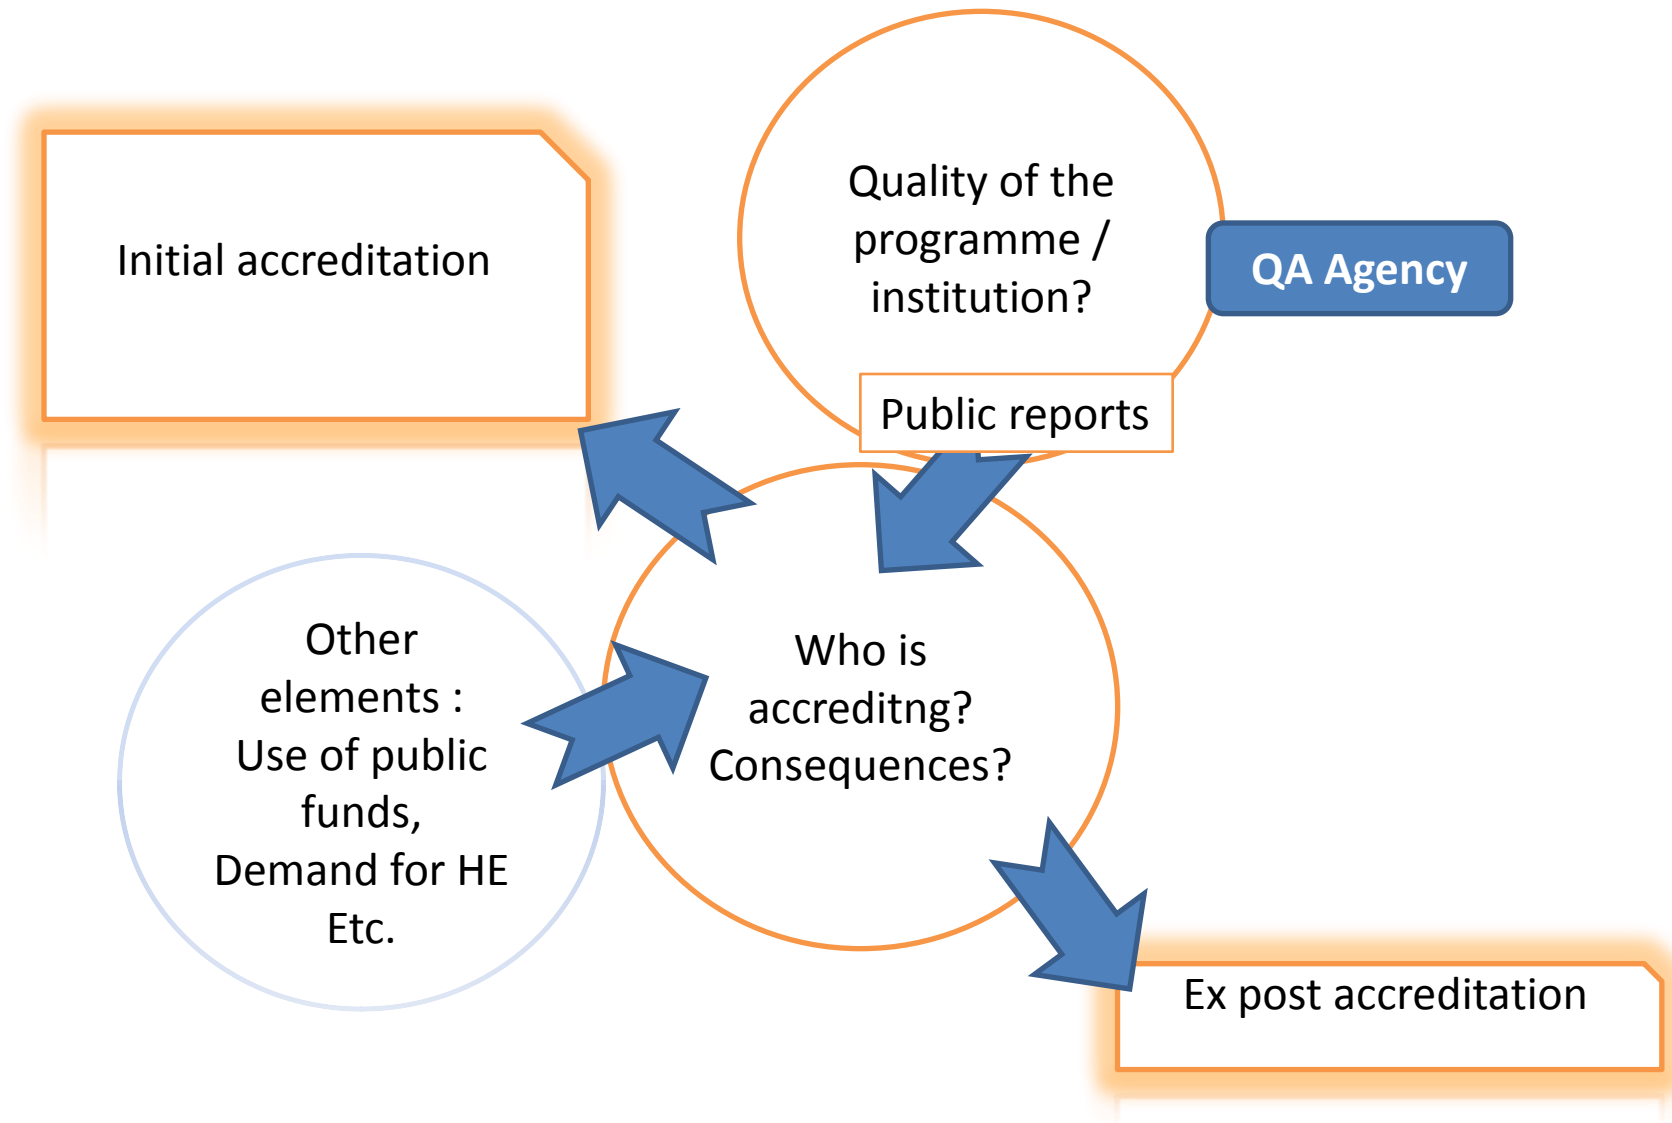 Initial accreditation
Quality of the
programme /
institution?
QA Agency
Public reports
Other
elements :
Use of public
funds,
Demand for HE
Etc.
Who is
accreditng?
Consequences?
Ex post accreditation